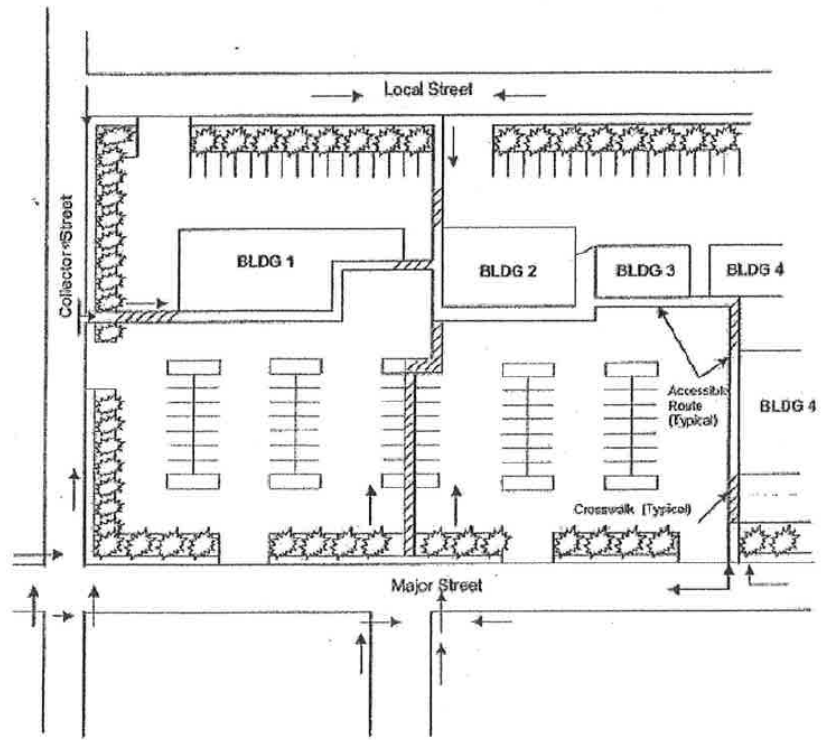 Local Street
Collector Street
BLDG 1
BLDG 2
BLDG 3
BLDG 4
Accessible
Route
(Typical)
BLDG 4
Crosswalk (Typical)
Major Street